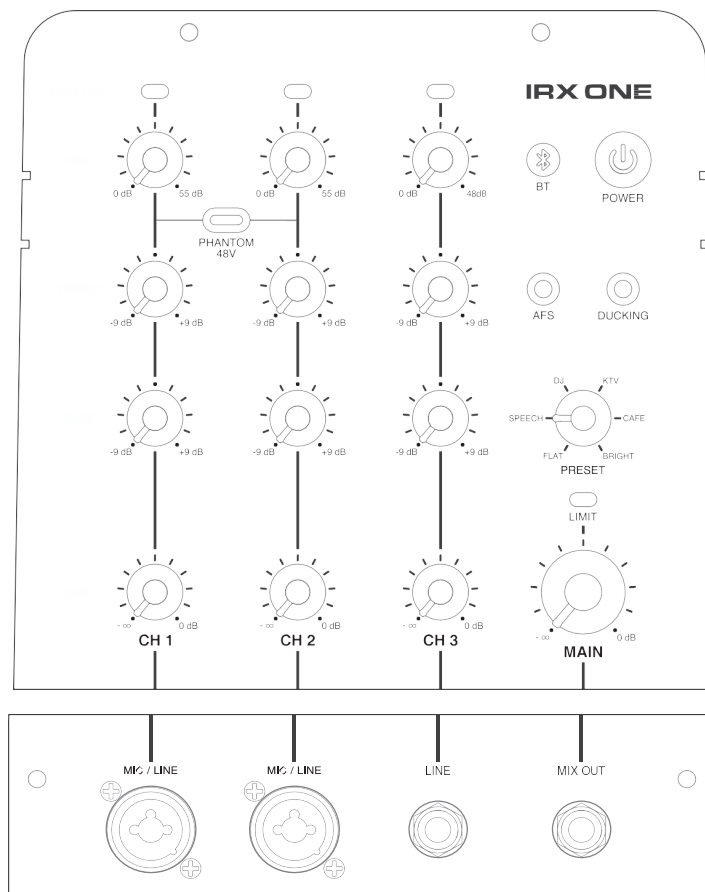 IRX ONE
0 dB 55 dB 0 dB 55 dB 0 dB 48dB
BT
POWER
PHANTOM
48V
-9 dB +9 dB -9 dB +9 dB -9 dB +9 dB
AFS DUCKING
DJ KTV
SPEECH CAFE
FLAT BRIGHT
PRESET
-9 dB +9 dB -9 dB +9 dB -9 dB +9 dB
LIMIT
- ∞ 0 dB - ∞ 0 dB - ∞ 0 dB - ∞ 0 dB
CH 1 CH 2 CH 3 MAIN
MIC / LINE MIC / LINE LINE MIX OUT